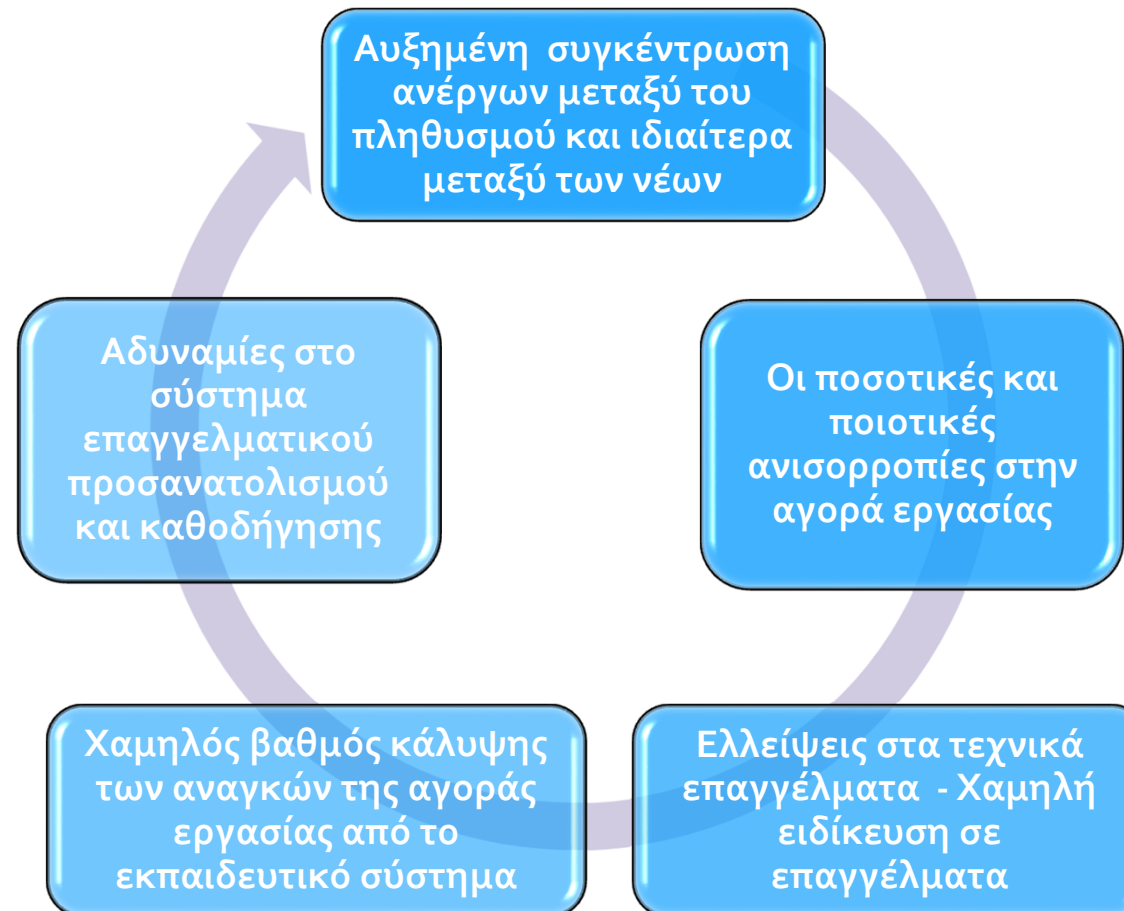 Αυξημένη συγκέντρωση
ανέργων μεταξύ του
πληθυσμού και ιδιαίτερα
μεταξύ των νέων
Οι ποσοτικές και
ποιοτικές
ανισορροπίες στην
αγορά εργασίας
Ελλείψεις στα τεχνικά
επαγγέλματα - Χαμηλή
ειδίκευση σε
επαγγέλματα
Χαμηλός βαθμός κάλυψης
των αναγκών της αγοράς
εργασίας από το
εκπαιδευτικό σύστημα
Αδυναμίες στο
σύστημα
επαγγελματικού
προσανατολισμού
και καθοδήγησης